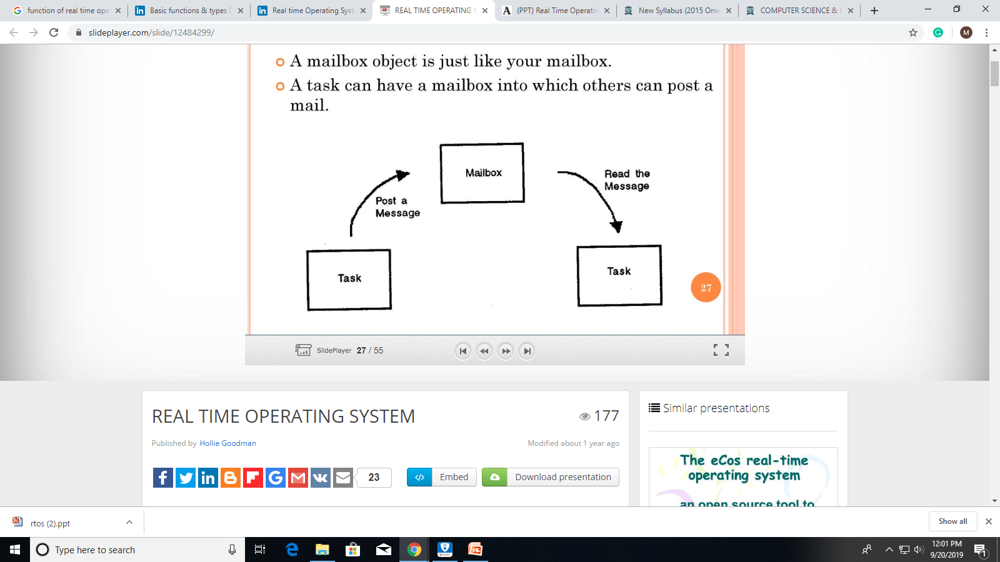 function of real time ope
Basic functions & types
Real time Operating Syst
REAL TIME OPERATING S
(PPT) Real Time Operatin
New Syllabus (2015 Onw
COMPUTER SCIENCE &
slideplayer.com/slide/12484299/
M
A mailbox object is just like your mailbox.
A task can have a mailbox into which others can post a
mail.
Mailbox
Read the
Message
Post a
Message
Task
Task
27
SlidePlayer 27 / 55
REAL TIME OPERATING SYSTEM
177
Published by Hollie Goodman
Modified about 1 year ago
23
Embed
Download presentation
Similar presentations
The eCos real-time
operating system
an open source tool to
rtos (2).ppt
Show all
Type here to search
12:01 PM
9/20/2019
1